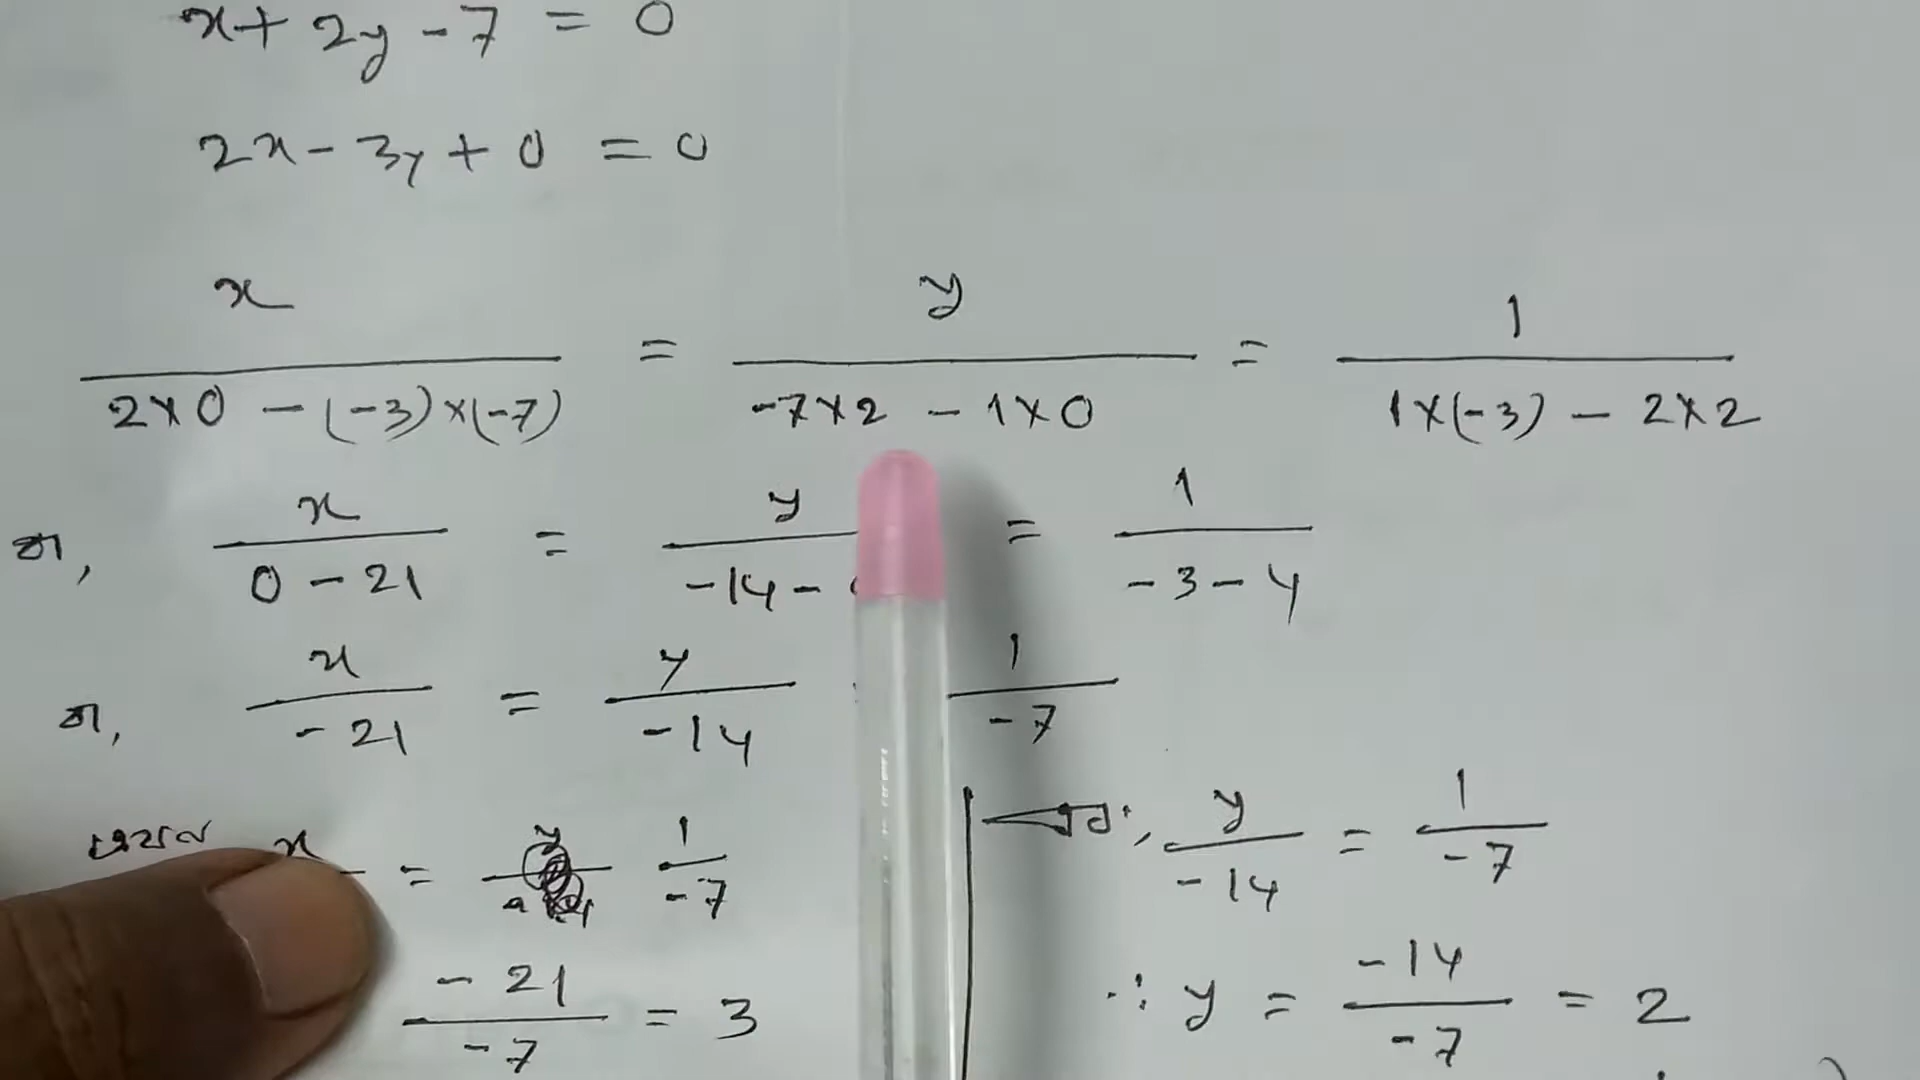 x + 2y - 7 = 0
2x - 3y + 0 = 0
x / (2×0 - (-3)×(-7)) = y / (-7×2 - 1×0) = 1 / (1×(-3) - 2×2)
বা, x / (0 - 21) = y / (-14 - = 1 / (-3 - 4)
বা, x / -21 = y / -14 1 / -7
x = 1 / -7
-21 / -7 = 3
y / -14 = 1 / -7
∴ y = -14 / -7 = 2